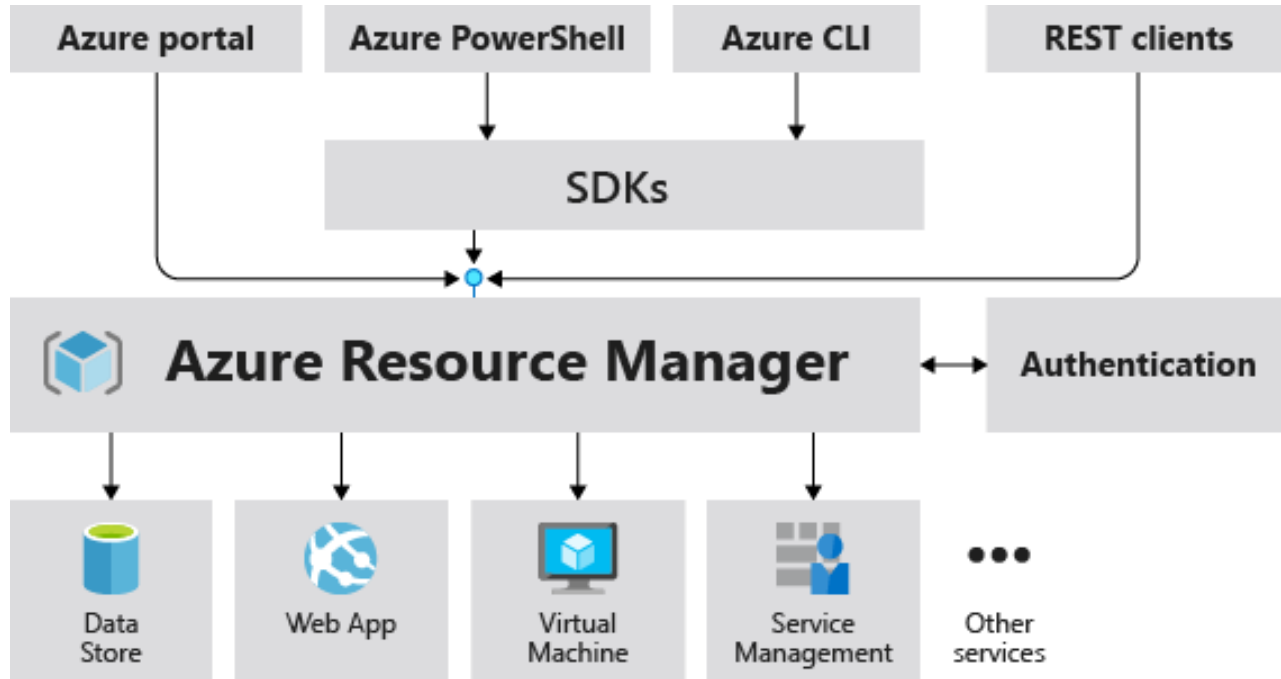 Azure portal
Azure PowerShell
Azure CLI
REST clients
SDKs
Azure Resource Manager
Authentication
Data
Store
Web App
Virtual
Machine
Service
Management
Other
services